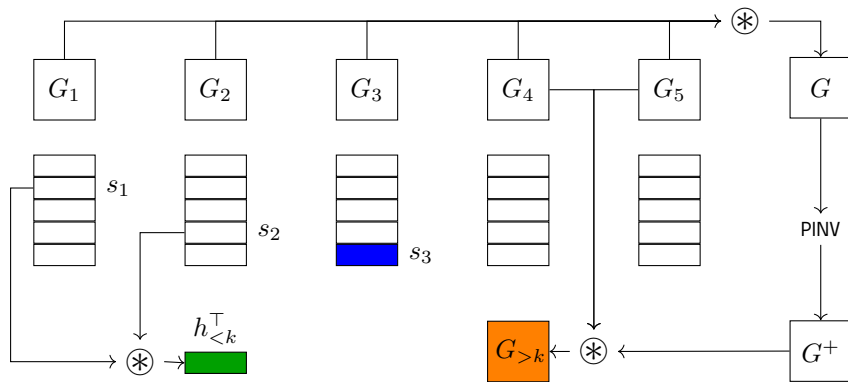 ⊛
G₁ G₂ G₃ G₄ G₅ G
s₁
s₂ PINV
s₃
h⊤<k
⊛ G>k ⊛ G⁺